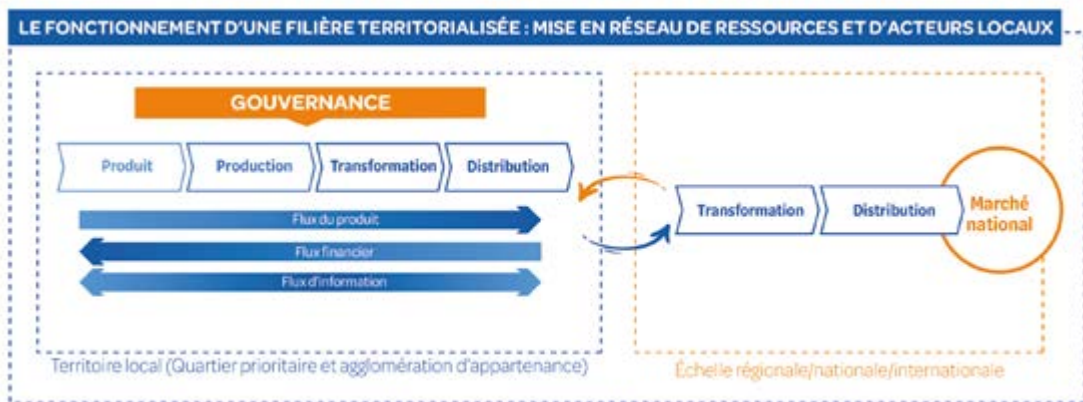 LE FONCTIONNEMENT D'UNE FILIÈRE TERRITORIALISÉE : MISE EN RÉSEAU DE RESSOURCES ET D'ACTEURS LOCAUX
GOUVERNANCE
Produit
Production
Transformation
Distribution
Flux du produit
Flux financier
Flux d'information
Territoire local (Quartier prioritaire et agglomération d'appartenance)
Transformation
Distribution
Marché
national
Échelle régionale/nationale/internationale